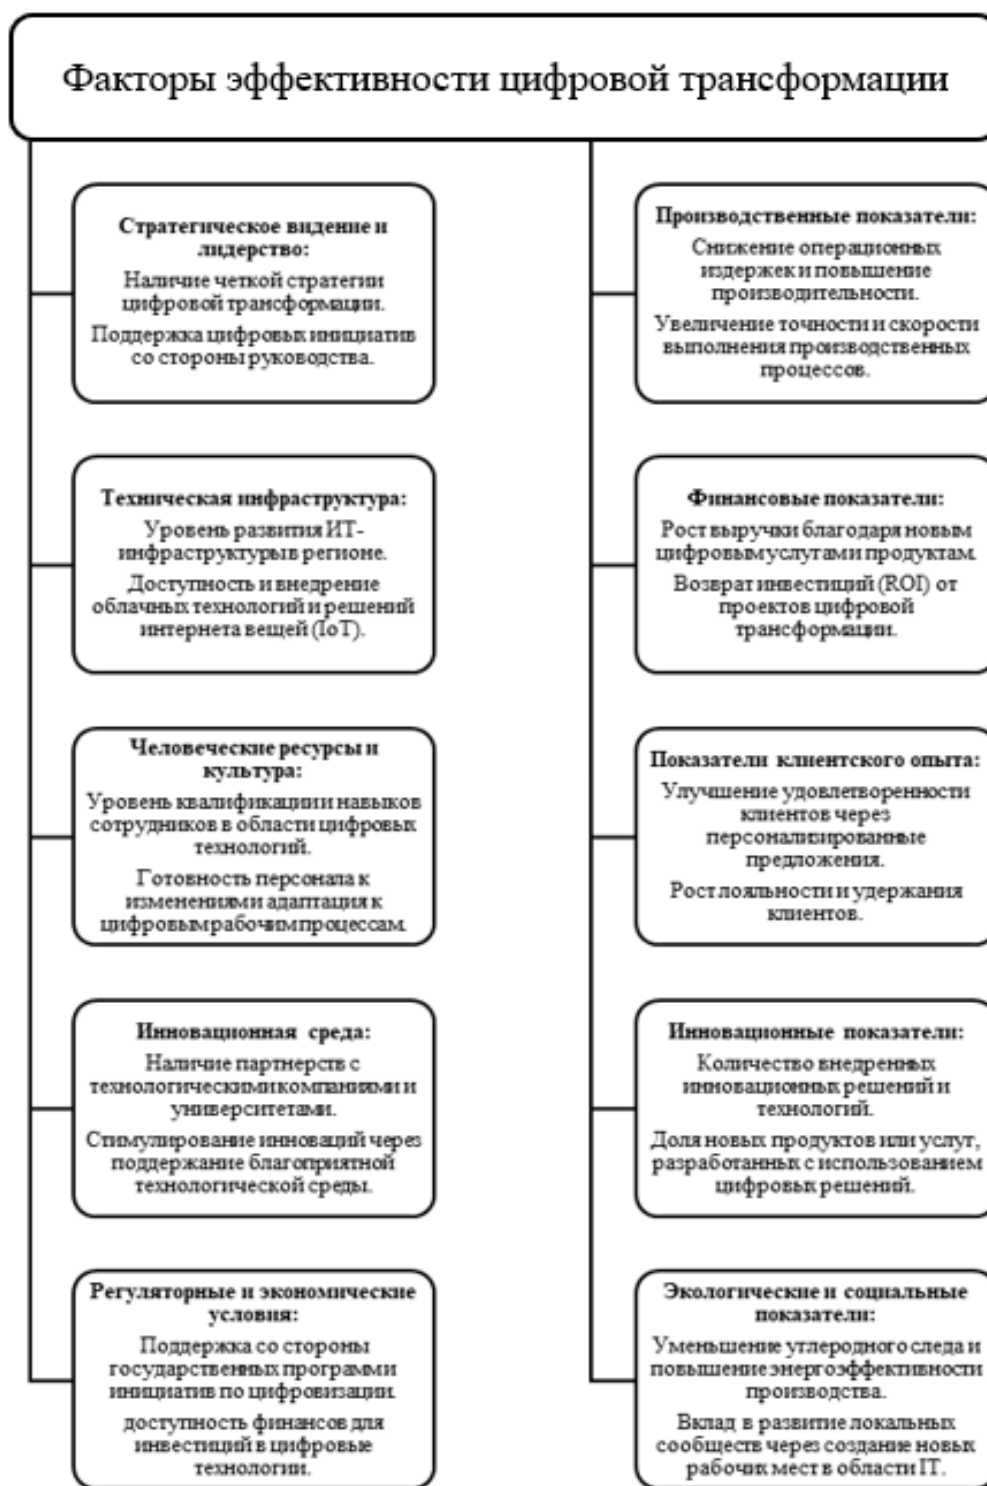 Факторы эффективности цифровой трансформации
Стратегическое видение и
лидерство:
Наличие четкой стратегии
цифровой трансформации.
Поддержка цифровых инициатив
со стороны руководства.
Техническая инфраструктура:
Уровень развития ИТ-
инфраструктуры в регионе.
Доступность и внедрение
облачных технологий и решений
интернета вещей (IoT).
Человеческие ресурсы и
культура:
Уровень квалификации и навыков
сотрудников в области цифровых
технологий.
Готовность персонала к
изменениям и адаптация к
цифровым рабочим процессам.
Инновационная среда:
Наличие партнерств с
технологическими компаниями и
университетами.
Стимулирование инноваций через
поддержание благоприятной
технологической среды.
Регуляторные и экономические
условия:
Поддержка со стороны
государственных программ и
инициатив по цифровизации.
доступность финансов для
инвестиций в цифровые
технологии.
Производственные показатели:
Снижение операционных
издержек и повышение
производительности.
Увеличение точности и скорости
выполнения производственных
процессов.
Финансовые показатели:
Рост выручки благодаря новым
цифровым услугам и продуктам.
Возврат инвестиций (ROI) от
проектов цифровой
трансформации.
Показатели клиентского опыта:
Улучшение удовлетворенности
клиентов через
персонализированные
предложения.
Рост лояльности и удержания
клиентов.
Инновационные показатели:
Количество внедренных
инновационных решений и
технологий.
Доля новых продуктов или услуг,
разработанных с использованием
цифровых решений.
Экологические и социальные
показатели:
Уменьшение углеродного следа и
повышение энергоэффективности
производства.
Вклад в развитие локальных
сообществ через создание новых
рабочих мест в области IT.